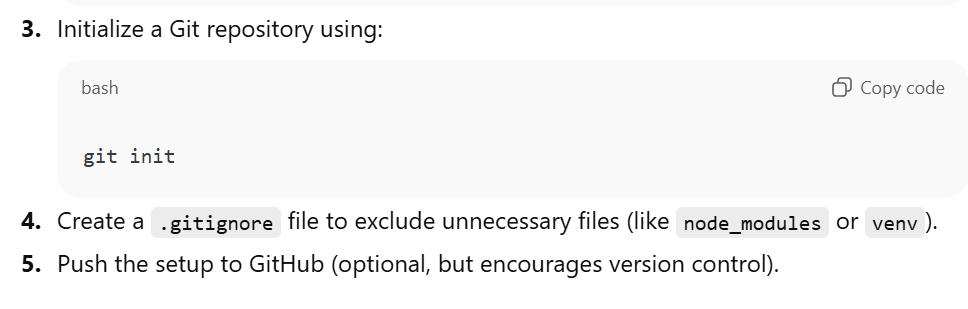 3. Initialize a Git repository using:
bash Copy code
git init
4. Create a .gitignore file to exclude unnecessary files (like node_modules or venv ).
5. Push the setup to GitHub (optional, but encourages version control).